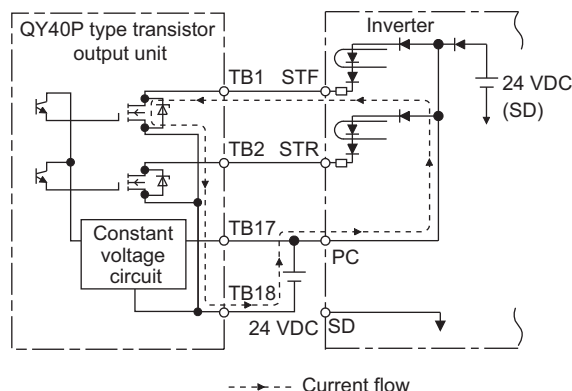 QY40P type transistor
output unit
Inverter
TB1 STF
24 VDC
(SD)
TB2 STR
Constant
voltage
circuit
TB17
PC
TB18
24 VDC
SD
Current flow